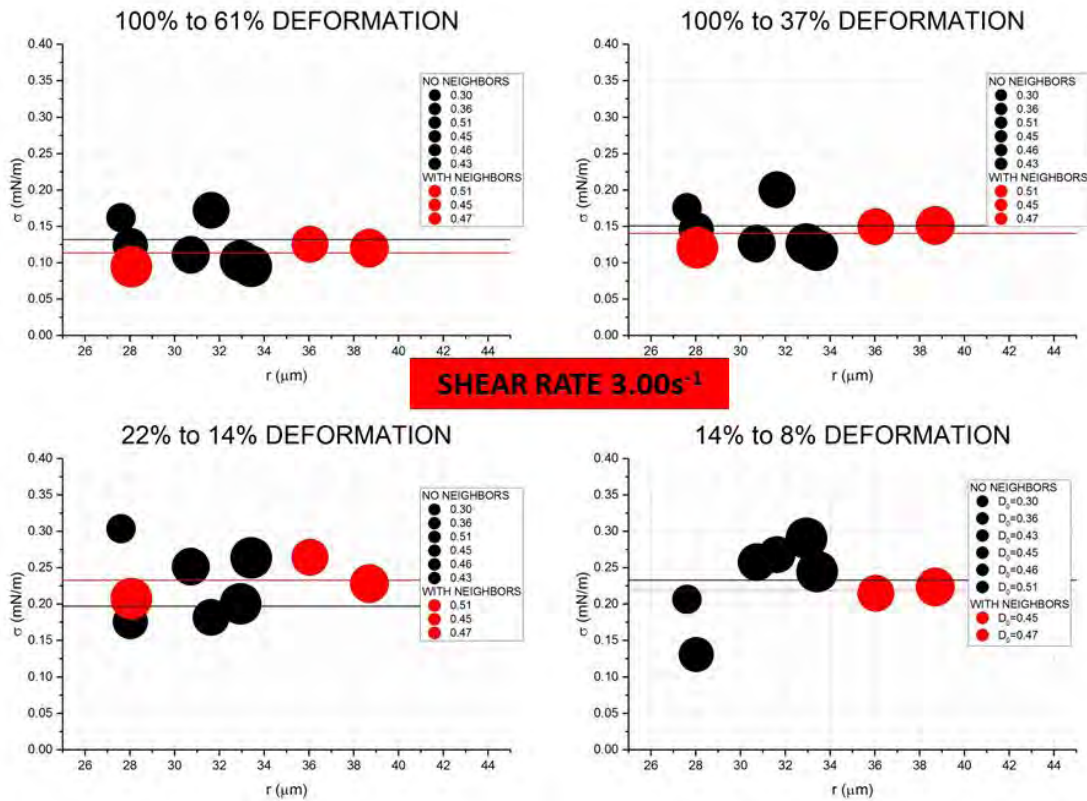 100% to 61% DEFORMATION
0.40
0.35
0.30
0.25
0.20
0.15
0.10
0.05
0.00
σ (mN/m)
26 28 30 32 34 36 38 40 42 44
r (μm)
NO NEIGHBORS
0.30
0.36
0.51
0.45
0.46
0.43
WITH NEIGHBORS
0.51
0.45
0.47
100% to 37% DEFORMATION
0.40
0.35
0.30
0.25
0.20
0.15
0.10
0.05
0.00
σ (mN/m)
26 28 30 32 34 36 38 40 42 44
r (μm)
NO NEIGHBORS
0.30
0.36
0.51
0.45
0.46
0.43
WITH NEIGHBORS
0.51
0.45
0.47
SHEAR RATE 3.00s⁻¹
22% to 14% DEFORMATION
0.40
0.35
0.30
0.25
0.20
0.15
0.10
0.05
0.00
σ (mN/m)
26 28 30 32 34 36 38 40 42 44
r (μm)
NO NEIGHBORS
0.30
0.36
0.51
0.45
0.46
0.43
WITH NEIGHBORS
0.51
0.45
0.47
14% to 8% DEFORMATION
0.40
0.35
0.30
0.25
0.20
0.15
0.10
0.05
0.00
σ (mN/m)
26 28 30 32 34 36 38 40 42 44
r (μm)
NO NEIGHBORS
D₀=0.30
D₀=0.36
D₀=0.43
D₀=0.45
D₀=0.46
D₀=0.51
WITH NEIGHBORS
D₀=0.45
D₀=0.47